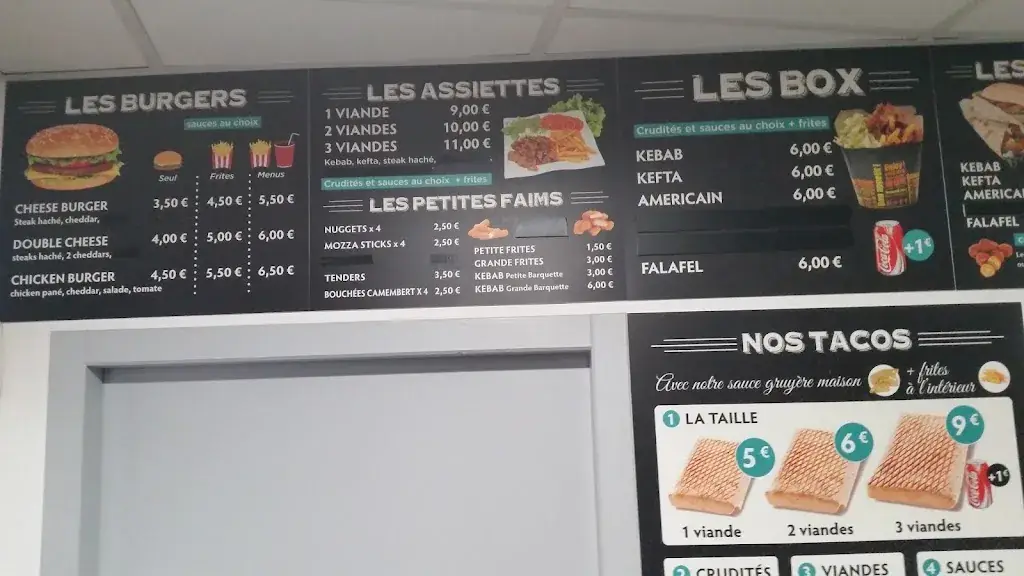 LES BURGERS
sauces au choix
Seul Frites Menus
CHEESE BURGER 3,50 € 4,50 € 5,50 €
Steak haché, cheddar,
DOUBLE CHEESE 4,00 € 5,00 € 6,00 €
steaks haché, 2 cheddars,
CHICKEN BURGER 4,50 € 5,50 € 6,50 €
chicken pané, cheddar, salade, tomate
LES ASSIETTES
1 VIANDE 9,00 €
2 VIANDES 10,00 €
3 VIANDES 11,00 €
Kebab, kefta, steak haché,
Crudités et sauces au choix + frites
LES PETITES FAIMS
NUGGETS x 4 2,50 €
MOZZA STICKS x 4 2,50 €
TENDERS 3,50 €
BOUCHÉES CAMEMBERT X 4 2,50 €
PETITE FRITES 1,50 €
GRANDE FRITES 3,00 €
KEBAB Petite Barquette 3,00 €
KEBAB Grande Barquette 6,00 €
LES BOX
Crudités et sauces au choix + frites
KEBAB 6,00 €
KEFTA 6,00 €
AMERICAIN 6,00 €
FALAFEL 6,00 €
Coca-Cola
+1€
LES
KEBAB
KEFTA
AMERICA
FALAFEL
NOS TACOS
Avec notre sauce gruyère maison + frites
à l'intérieur
1 LA TAILLE
5€ 6€ 9€
Coca-Cola +1€
1 viande 2 viandes 3 viandes
2 CRUDITÉS 3 VIANDES 4 SAUCES